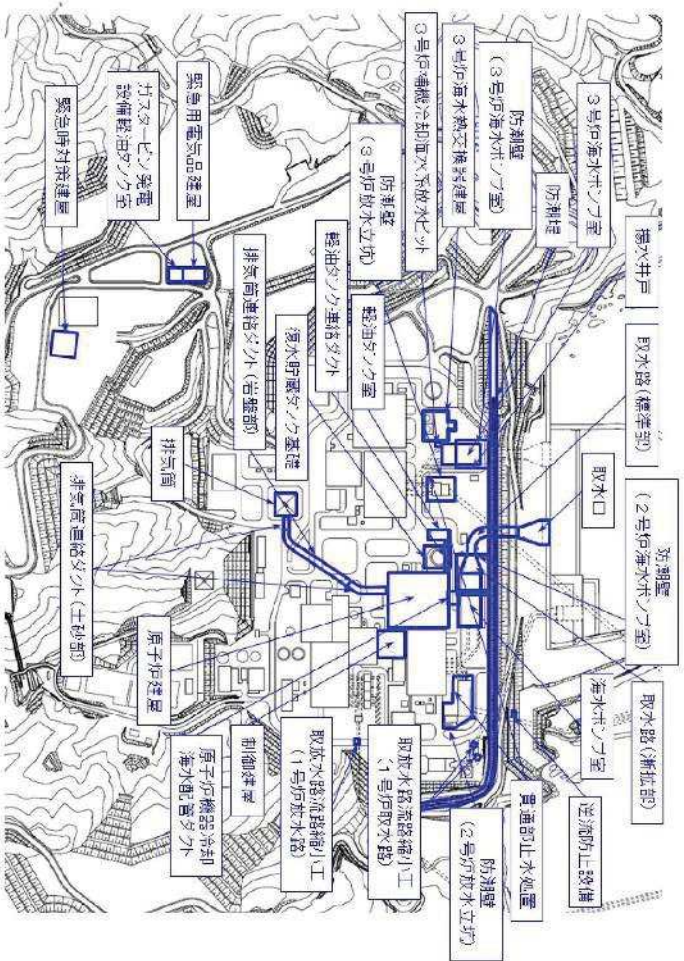 ３号炉海水ポンプ室
揚水井戸
取水路(標準部)
取水口
防潮壁
(２号炉海水ポンプ室)
防潮堤
防潮壁
(３号炉海水ポンプ室)
３号炉海水熱交換器建屋
３号炉補機冷却海水系放水ピット
防潮壁
(３号炉放水立坑)
軽油タンク室
軽油タンク連絡ダクト
復水貯蔵タンク基礎
排気筒連絡ダクト(岩盤部)
緊急用電気品建屋
ガスタービン発電
設備軽油タンク室
緊急時対策建屋
排気筒
排気筒連絡ダクト(土砂部)
原子炉建屋
制御建屋
原子炉機器冷却
海水配管ダクト
取放水路流路縮小工
(１号炉放水路)
取放水路流路縮小工
(１号炉取水路)
防潮壁
(２号炉放水立坑)
貫通部止水処置
逆流防止設備
海水ポンプ室
取水路(漸拡部)